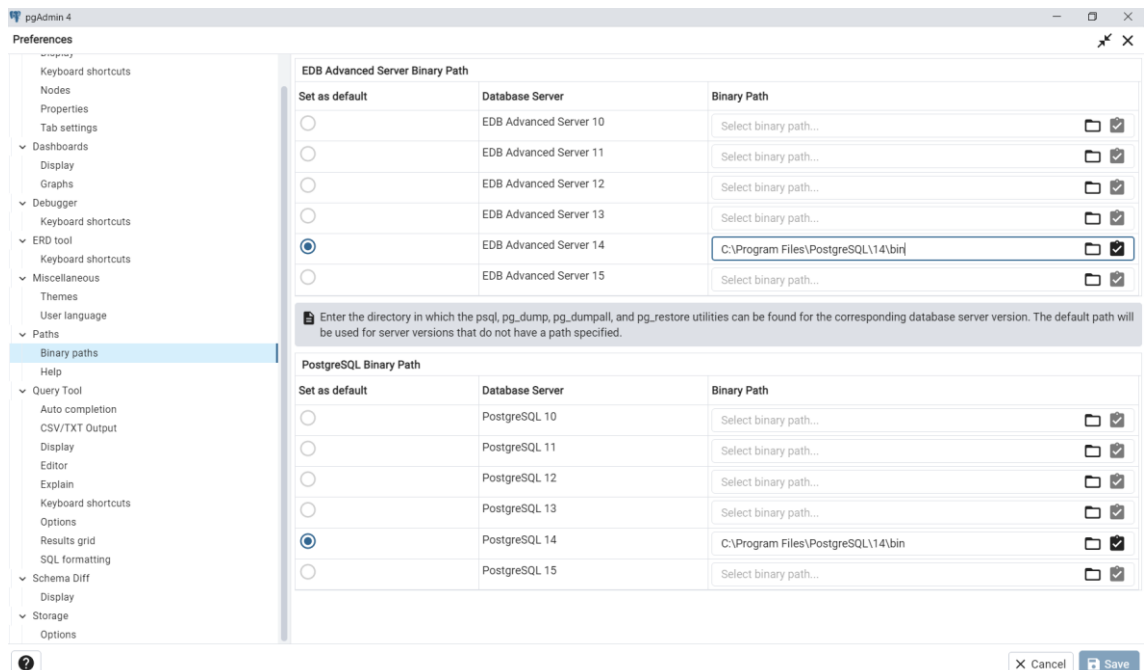 pgAdmin 4
Preferences
Display
Keyboard shortcuts
Nodes
Properties
Tab settings
Dashboards
Display
Graphs
Debugger
Keyboard shortcuts
ERD tool
Keyboard shortcuts
Miscellaneous
Themes
User language
Paths
Binary paths
Help
Query Tool
Auto completion
CSV/TXT Output
Display
Editor
Explain
Keyboard shortcuts
Options
Results grid
SQL formatting
Schema Diff
Display
Storage
Options
EDB Advanced Server Binary Path
Set as default Database Server Binary Path
EDB Advanced Server 10 Select binary path...
EDB Advanced Server 11 Select binary path...
EDB Advanced Server 12 Select binary path...
EDB Advanced Server 13 Select binary path...
EDB Advanced Server 14 C:\Program Files\PostgreSQL\14\bin
EDB Advanced Server 15 Select binary path...
Enter the directory in which the psql, pg_dump, pg_dumpall, and pg_restore utilities can be found for the corresponding database server version. The default path will
be used for server versions that do not have a path specified.
PostgreSQL Binary Path
Set as default Database Server Binary Path
PostgreSQL 10 Select binary path...
PostgreSQL 11 Select binary path...
PostgreSQL 12 Select binary path...
PostgreSQL 13 Select binary path...
PostgreSQL 14 C:\Program Files\PostgreSQL\14\bin
PostgreSQL 15 Select binary path...
? Cancel Save